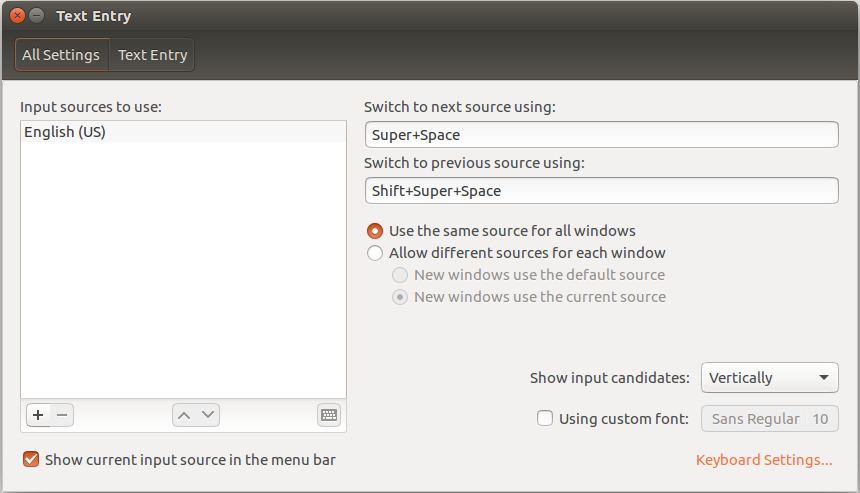 Text Entry
All Settings
Text Entry
Input sources to use:
English (US)
Switch to next source using:
Super+Space
Switch to previous source using:
Shift+Super+Space
Use the same source for all windows
Allow different sources for each window
New windows use the default source
New windows use the current source
Show input candidates: Vertically
Using custom font: Sans Regular 10
Show current input source in the menu bar
Keyboard Settings...